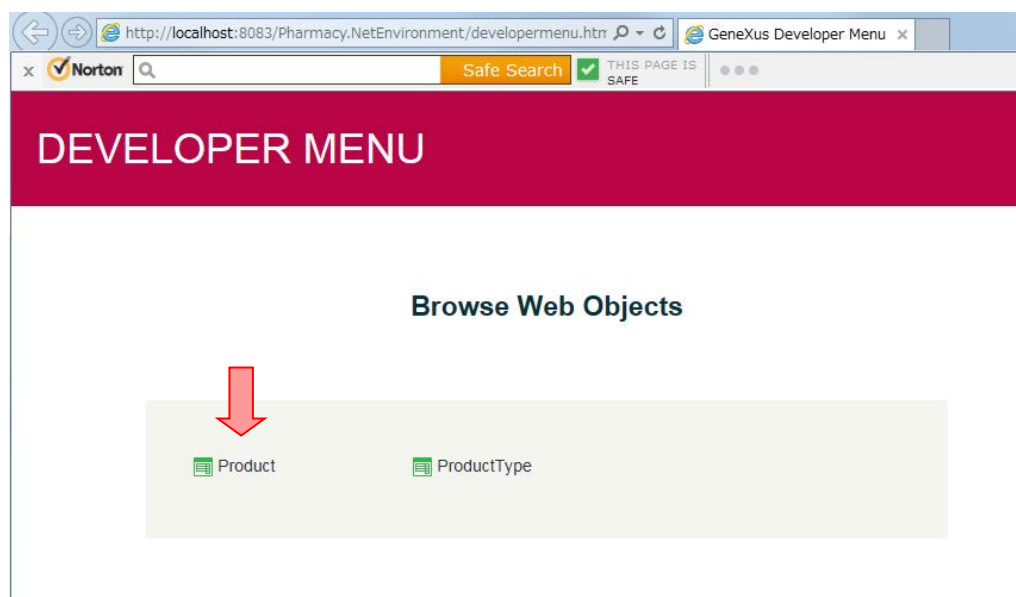 http://localhost:8083/Pharmacy.NetEnvironment/developermenu.htm
GeneXus Developer Menu
x Norton Safe Search THIS PAGE IS
SAFE
DEVELOPER MENU
Browse Web Objects
Product ProductType